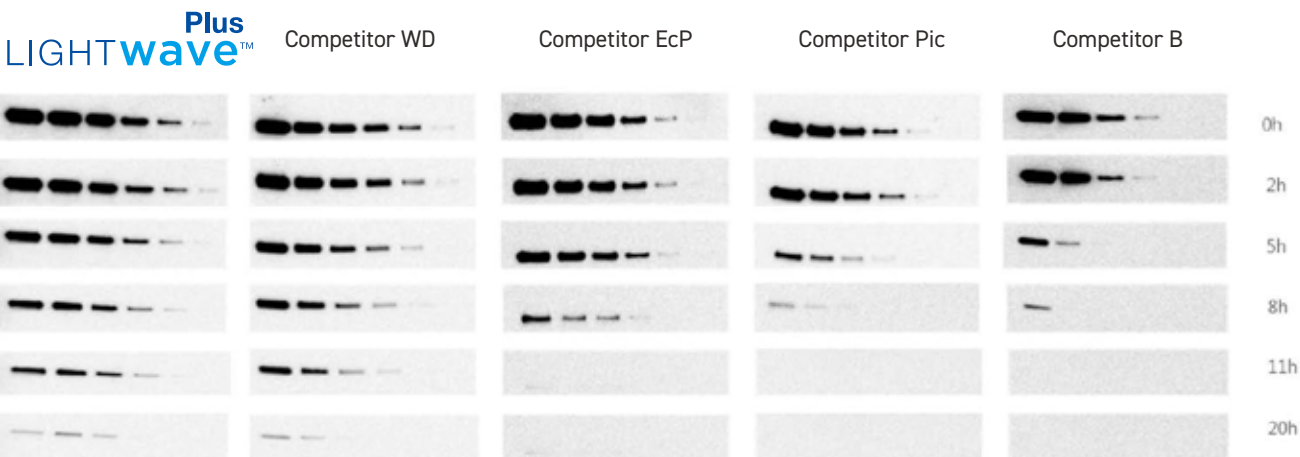 Plus
LIGHTwave™
Competitor WD
Competitor EcP
Competitor Pic
Competitor B
0h
2h
5h
8h
11h
20h